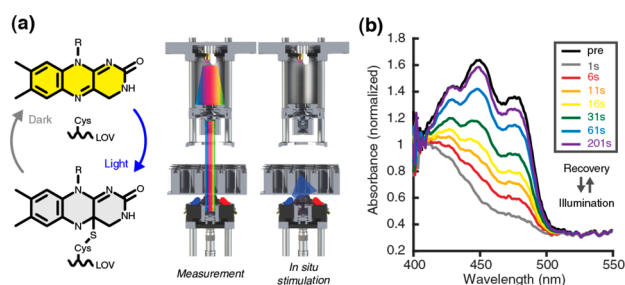 (a)
R
N
N
O
NH
N
Cys
LOV
Dark
Light
R
N
N
O
NH
N
S
Cys
LOV
Measurement
In situ
stimulation
(b)
Absorbance (normalized)
1.8
1.6
1.4
1.2
1
0.8
0.6
0.4
0.2
400
450
500
550
Wavelength (nm)
pre
1s
6s
11s
16s
31s
61s
201s
Recovery
Illumination